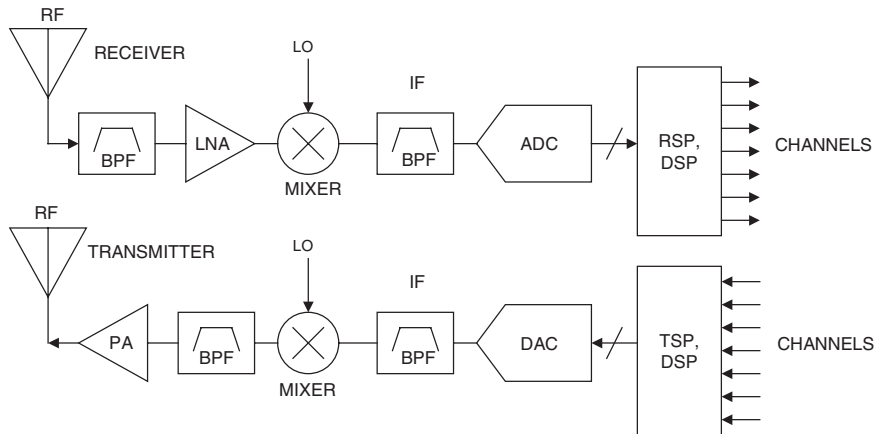 RF
RECEIVER
LO
IF
BPF
LNA
MIXER
BPF
ADC
RSP,
DSP
CHANNELS
RF
TRANSMITTER
LO
IF
PA
BPF
MIXER
BPF
DAC
TSP,
DSP
CHANNELS